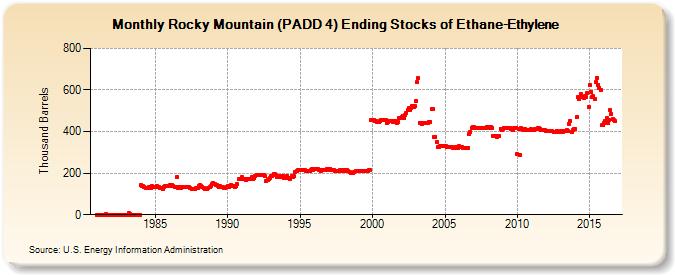 Monthly Rocky Mountain (PADD 4) Ending Stocks of Ethane-Ethylene
Thousand Barrels
800
600
400
200
0
1985 1990 1995 2000 2005 2010 2015
Source: U.S. Energy Information Administration